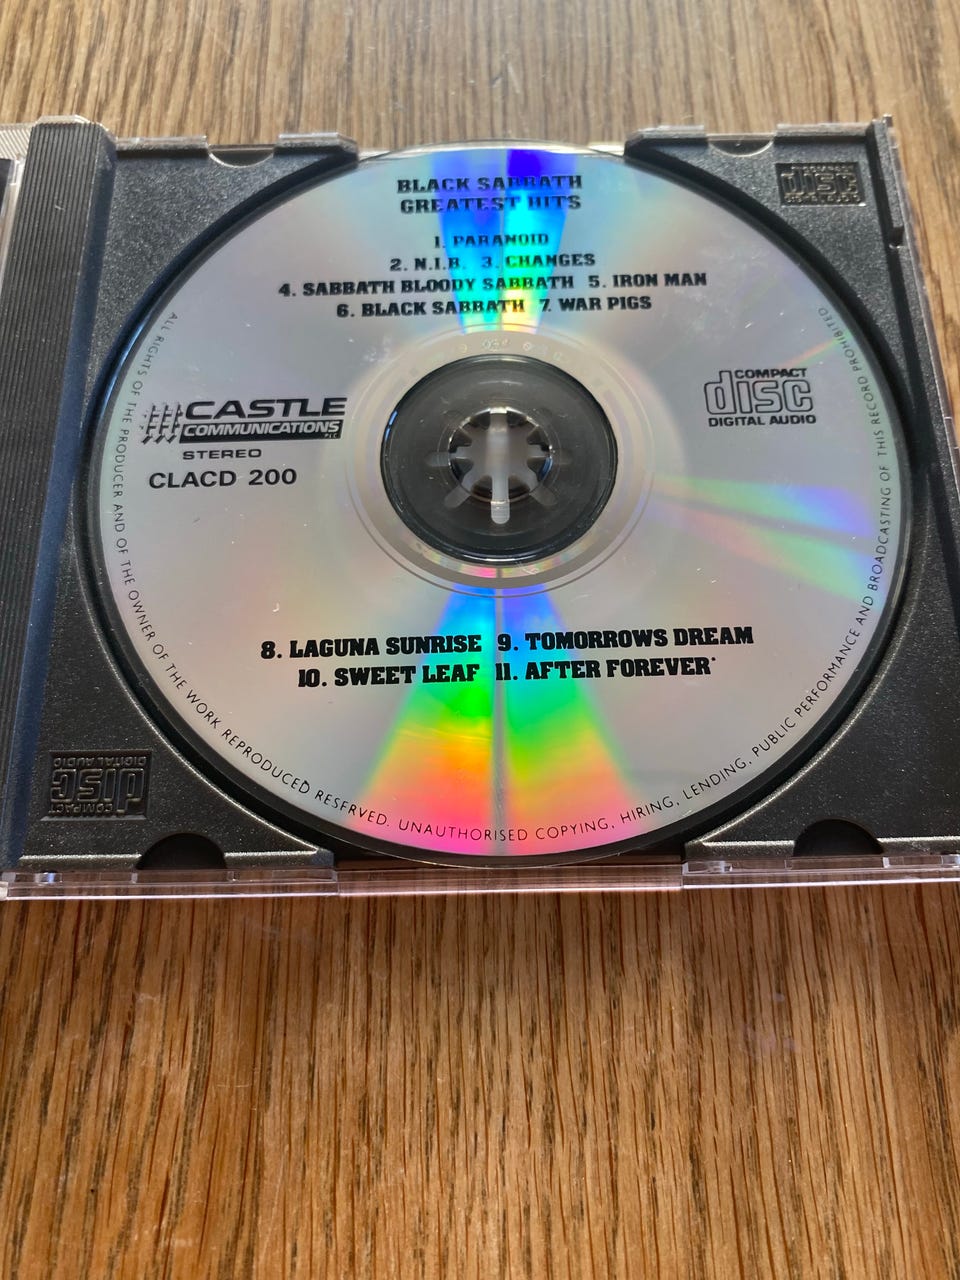 BLACK SABBATH
GREATEST HITS
1. PARANOID
2. N.I.B. 3. CHANGES
4. SABBATH BLOODY SABBATH 5. IRON MAN
6. BLACK SABBATH 7. WAR PIGS
CASTLE
COMMUNICATIONS
PLC
STEREO
CLACD 200
COMPACT
disc
DIGITAL AUDIO
8. LAGUNA SUNRISE 9. TOMORROWS DREAM
10. SWEET LEAF 11. AFTER FOREVER*
ALL RIGHTS OF THE PRODUCER AND OF THE OWNER OF THE WORK REPRODUCED RESERVED. UNAUTHORISED COPYING, HIRING, LENDING, PUBLIC PERFORMANCE AND BROADCASTING OF THIS RECORD PROHIBITED
disc
COMPACT
disc
DIGITAL AUDIO